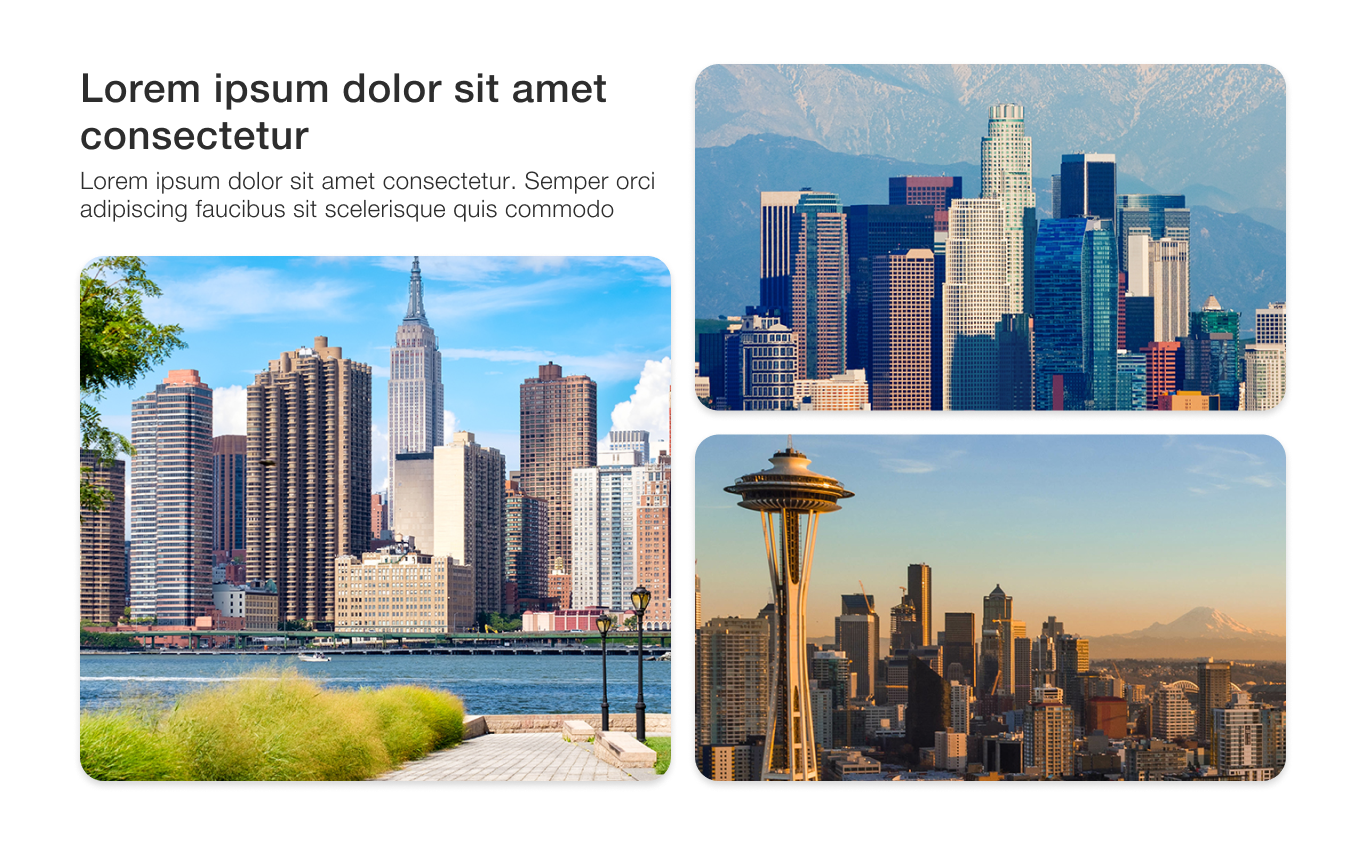 Lorem ipsum dolor sit amet
consectetur
Lorem ipsum dolor sit amet consectetur. Semper orci
adipiscing faucibus sit scelerisque quis commodo